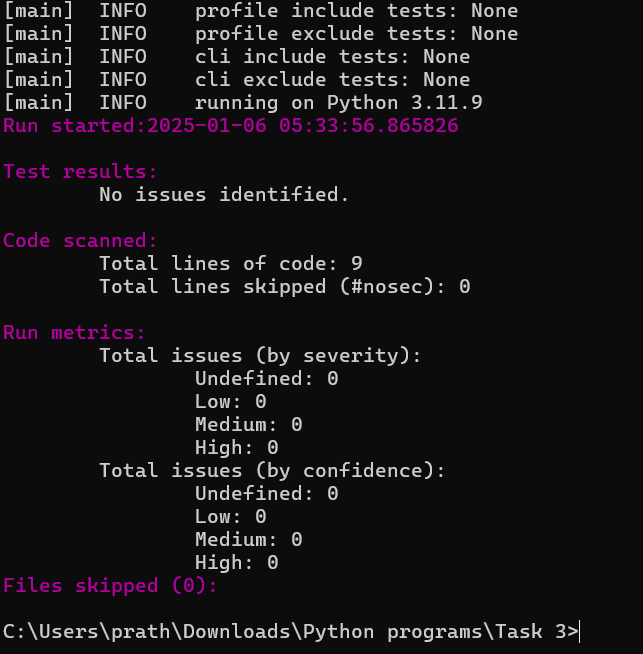 [main]  INFO    profile include tests: None
[main]  INFO    profile exclude tests: None
[main]  INFO    cli include tests: None
[main]  INFO    cli exclude tests: None
[main]  INFO    running on Python 3.11.9
Run started:2025-01-06 05:33:56.865826

Test results:
        No issues identified.

Code scanned:
        Total lines of code: 9
        Total lines skipped (#nosec): 0

Run metrics:
        Total issues (by severity):
                Undefined: 0
                Low: 0
                Medium: 0
                High: 0
        Total issues (by confidence):
                Undefined: 0
                Low: 0
                Medium: 0
                High: 0
Files skipped (0):

C:\Users\prath\Downloads\Python programs\Task 3>